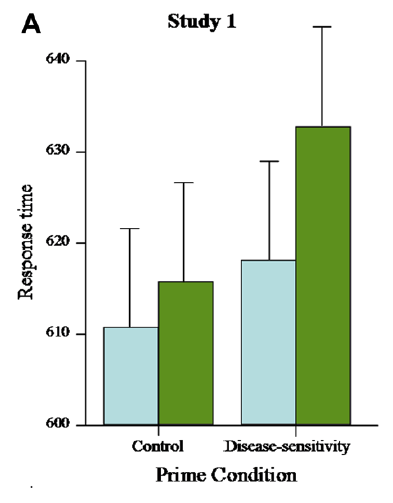 A
Study 1
640
630
620
610
600
Response time
Control
Disease-sensitivity
Prime Condition